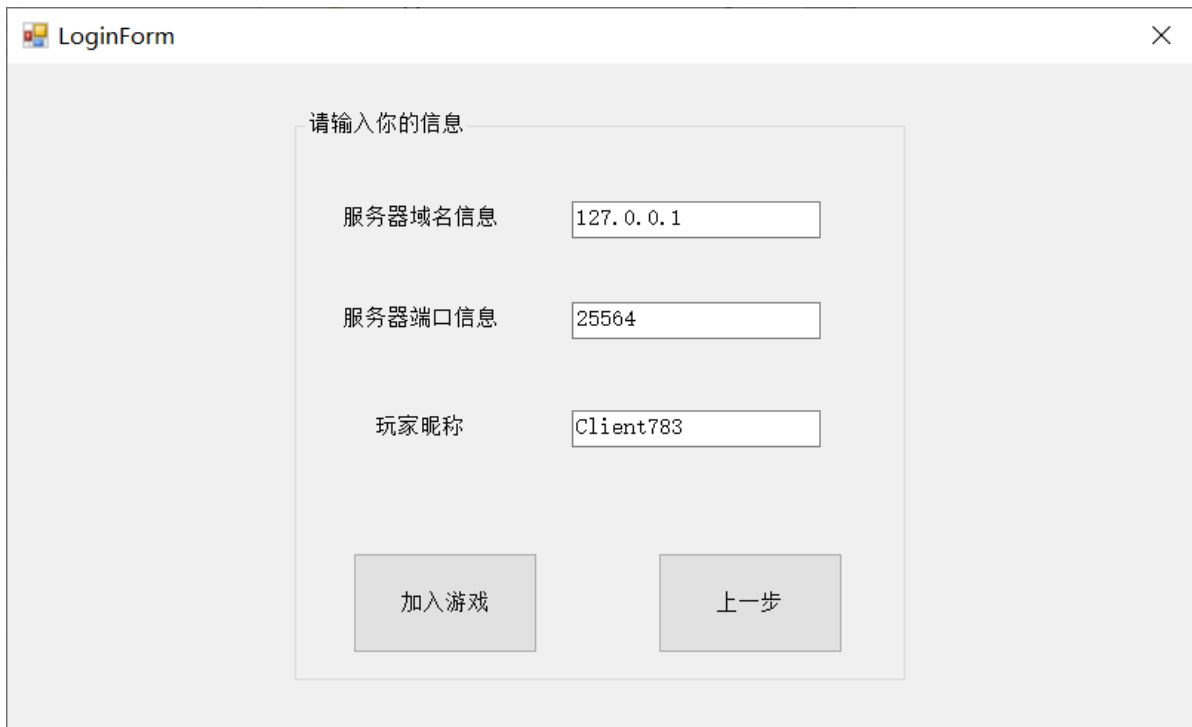 LoginForm
请输入你的信息
服务器域名信息 127.0.0.1
服务器端口信息 25564
玩家昵称 Client783
加入游戏 上一步